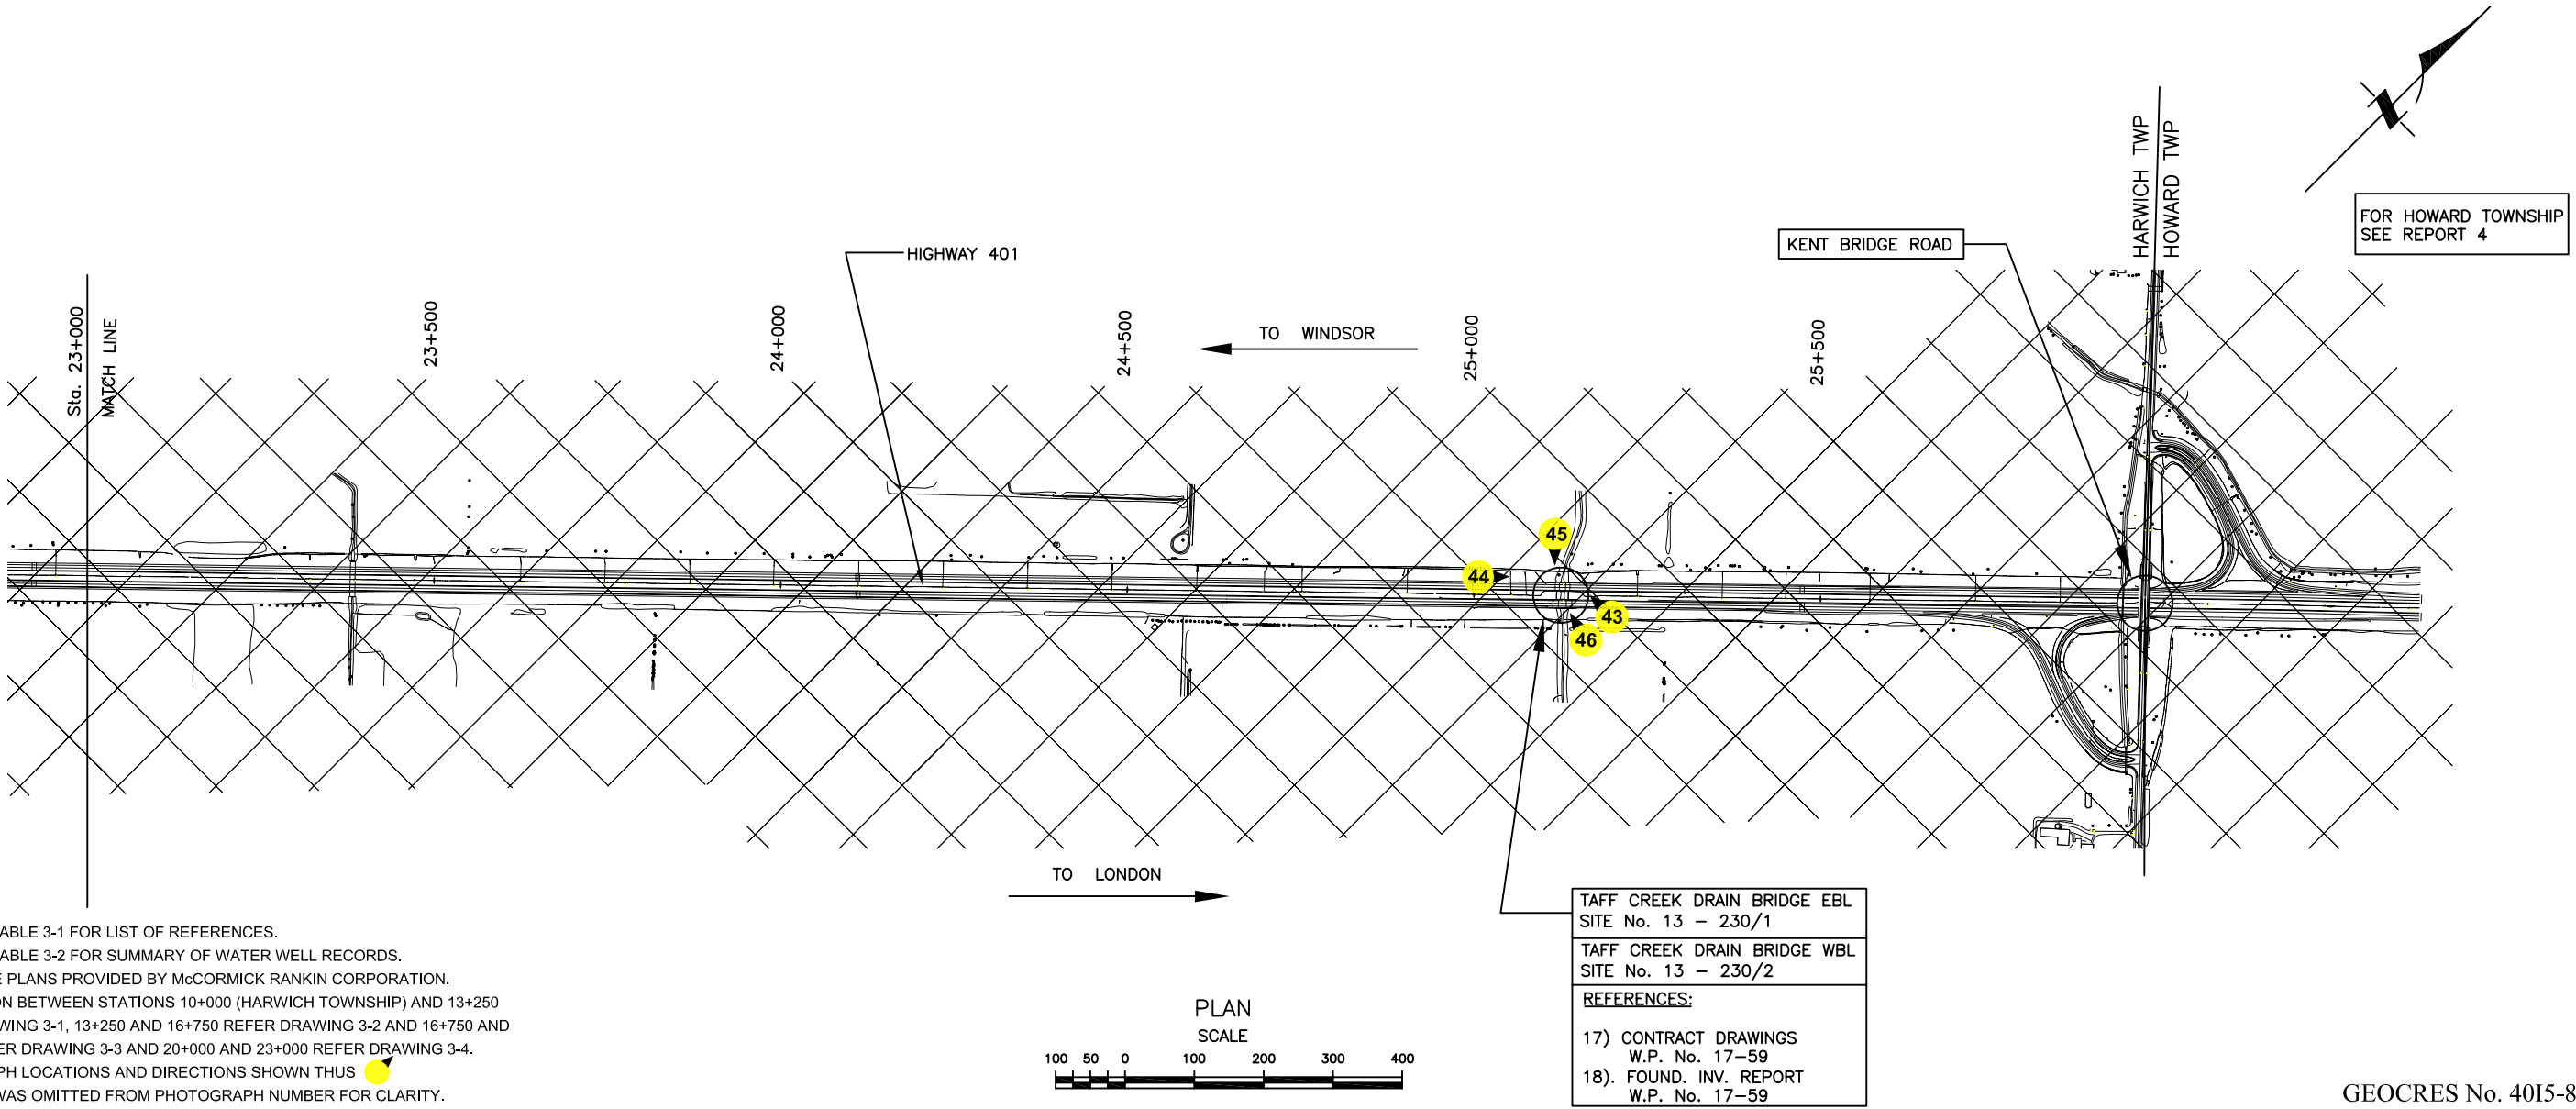 HARWICH TWP
HOWARD TWP
FOR HOWARD TOWNSHIP
SEE REPORT 4
KENT BRIDGE ROAD
HIGHWAY 401
Sta. 23+000
MATCH LINE
23+500
24+000
24+500
TO WINDSOR
25+000
25+500
45
44
43
46
TO LONDON
TAFF CREEK DRAIN BRIDGE EBL
SITE No. 13 - 230/1
TAFF CREEK DRAIN BRIDGE WBL
SITE No. 13 - 230/2
REFERENCES:
17) CONTRACT DRAWINGS
W.P. No. 17-59
18). FOUND. INV. REPORT
W.P. No. 17-59
ABLE 3-1 FOR LIST OF REFERENCES.
ABLE 3-2 FOR SUMMARY OF WATER WELL RECORDS.
E PLANS PROVIDED BY McCORMICK RANKIN CORPORATION.
ON BETWEEN STATIONS 10+000 (HARWICH TOWNSHIP) AND 13+250
WING 3-1, 13+250 AND 16+750 REFER DRAWING 3-2 AND 16+750 AND
ER DRAWING 3-3 AND 20+000 AND 23+000 REFER DRAWING 3-4.
PH LOCATIONS AND DIRECTIONS SHOWN THUS
WAS OMITTED FROM PHOTOGRAPH NUMBER FOR CLARITY.
PLAN
SCALE
100 50 0 100 200 300 400
GEOCRES No. 40I5-8